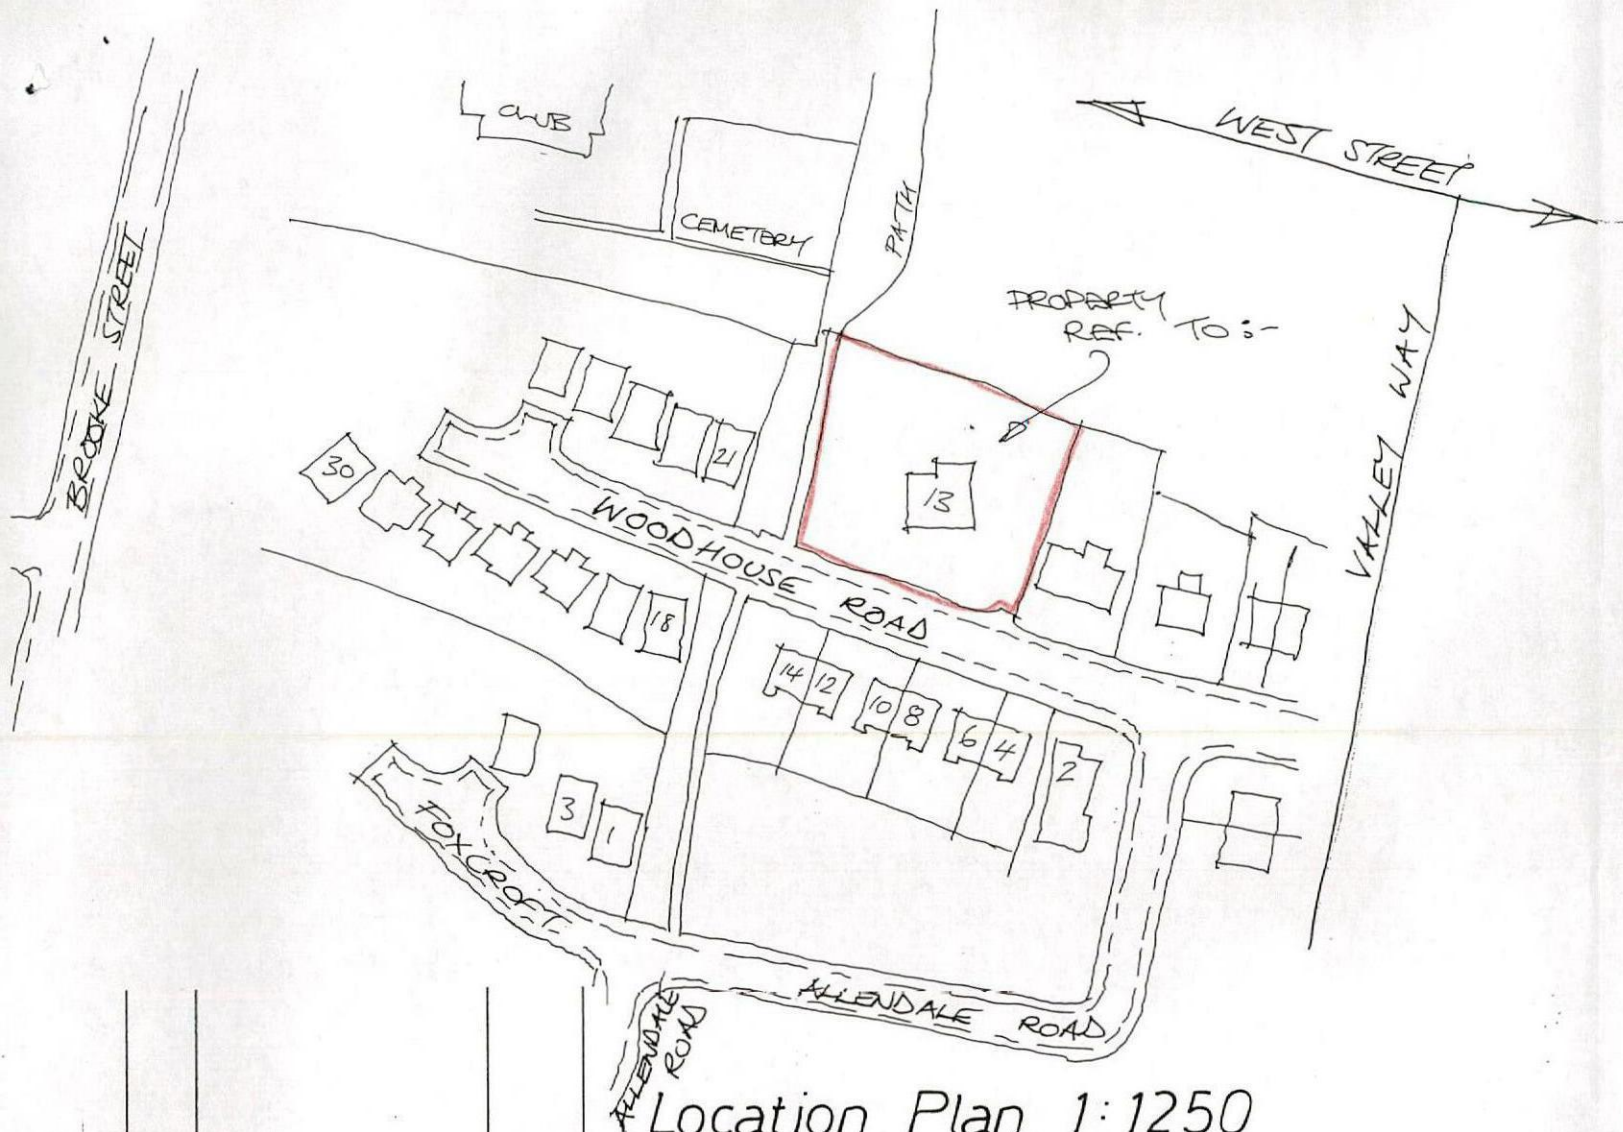 CLUB
WEST STREET
CEMETERY
PATH
PROPERTY
REF. TO :-
BROOKE STREET
VALLEY WAY
21
30
13
WOODHOUSE ROAD
18
14
12
10
8
6
4
2
3
1
FOXCROFT
ALLENDALE ROAD
ALLENDALE
ROAD
Location Plan 1:1250